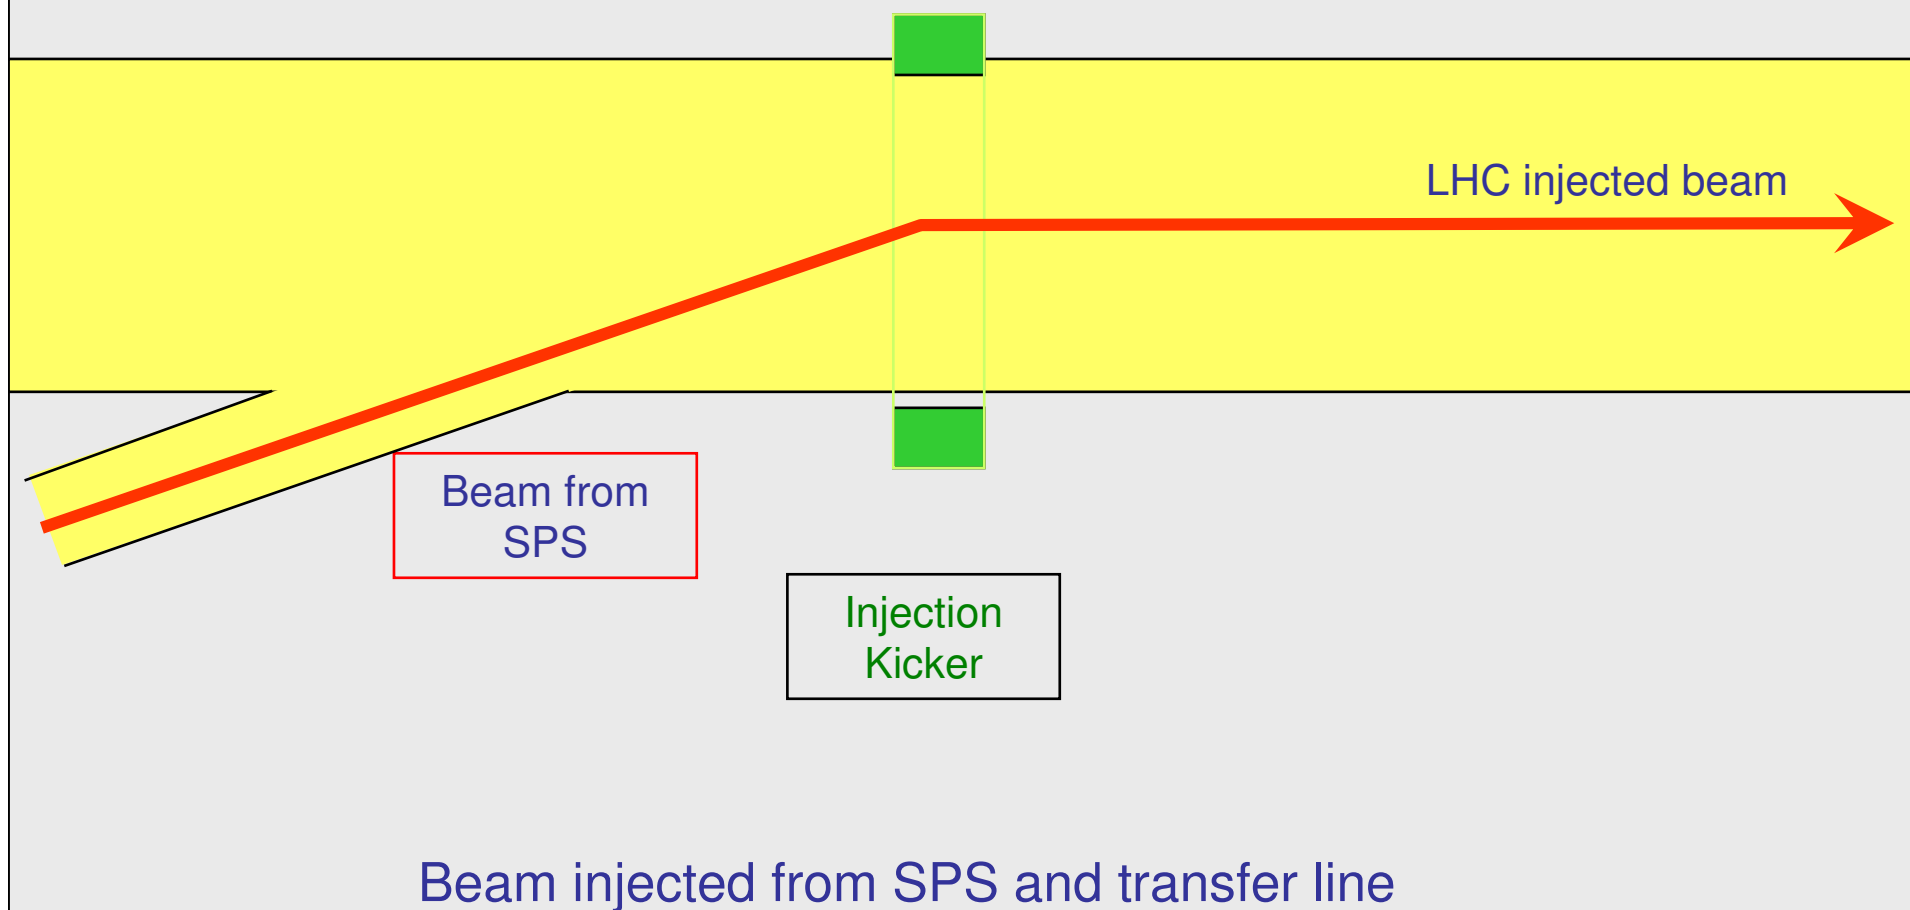 LHC injected beam
Beam from
SPS
Injection
Kicker
Beam injected from SPS and transfer line